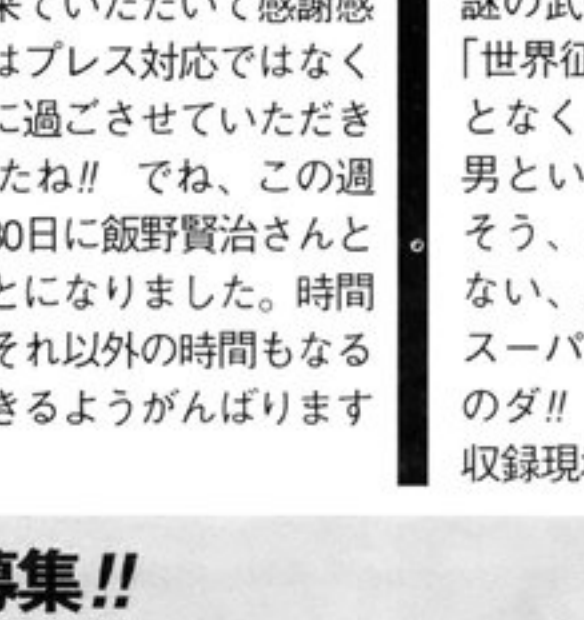 来ていただいて感謝感
はプレス対応ではなく
に過ごさせていただき
たね!! でね、この週
30日に飯野賢治さんと
とになりました。時間
それ以外の時間もなる
きるようがんばります
謎の武
「世界征
となく
男とい
そう、
ない、
スーパ
のダ!!
収録現
募集!!